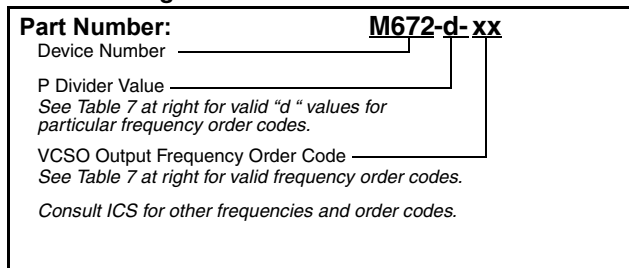 Part Number: M672-d- xx
Device Number
P Divider Value
See Table 7 at right for valid “d “ values for
particular frequency order codes.
VCSO Output Frequency Order Code
See Table 7 at right for valid frequency order codes.
Consult ICS for other frequencies and order codes.